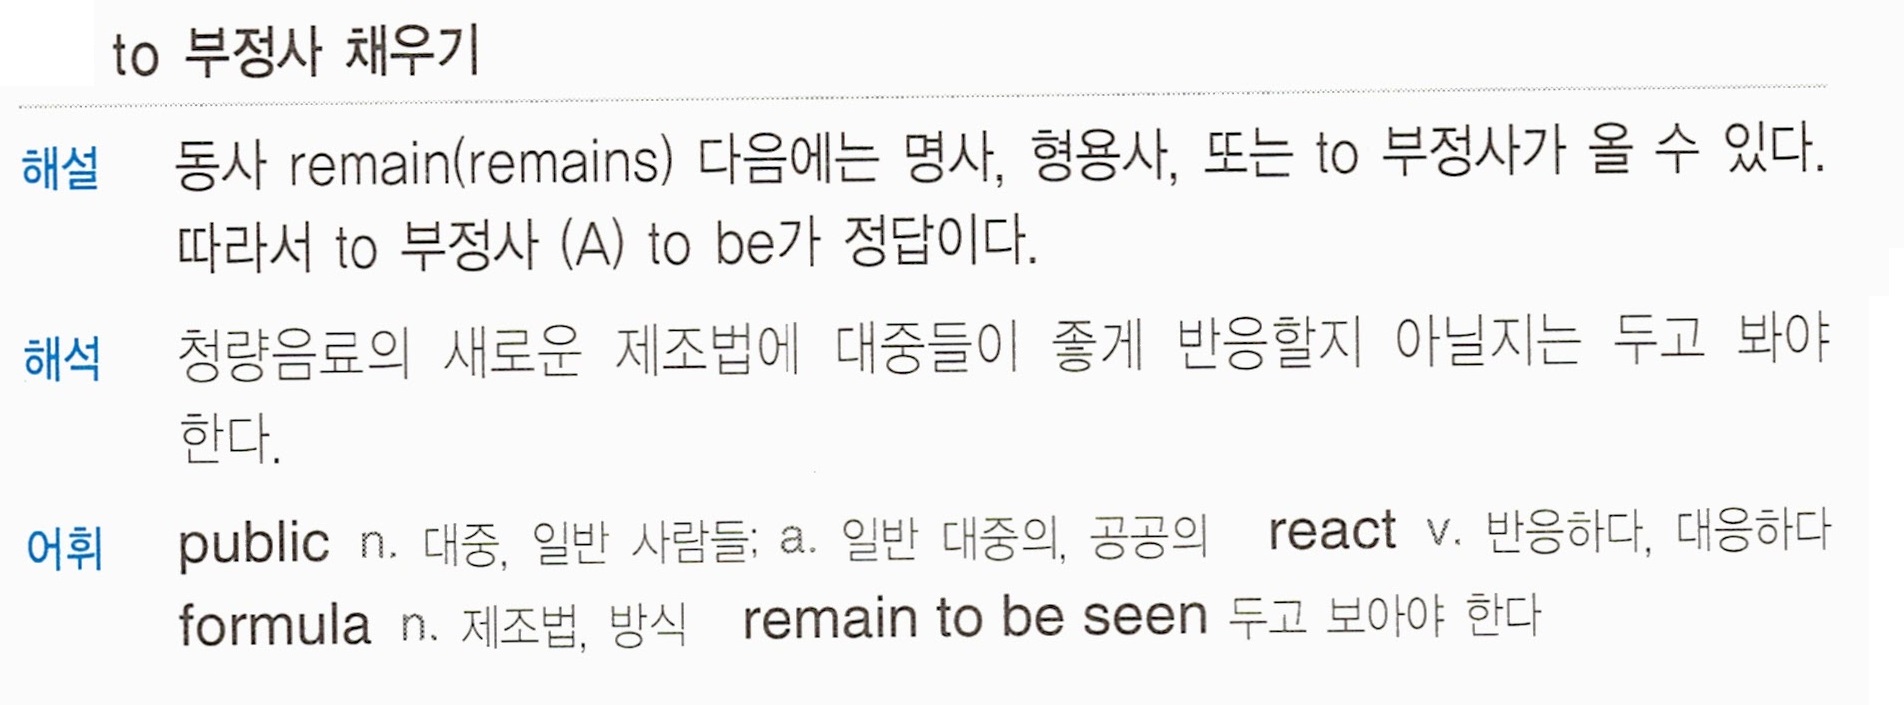 to 부정사 채우기
해설 동사 remain(remains) 다음에는 명사, 형용사, 또는 to 부정사가 올 수 있다.
따라서 to 부정사 (A) to be가 정답이다.
해석 청량음료의 새로운 제조법에 대중들이 좋게 반응할지 아닐지는 두고 봐야
한다.
어휘 public n. 대중, 일반 사람들; a. 일반 대중의, 공공의 react v. 반응하다, 대응하다
formula n. 제조법, 방식 remain to be seen 두고 보아야 한다